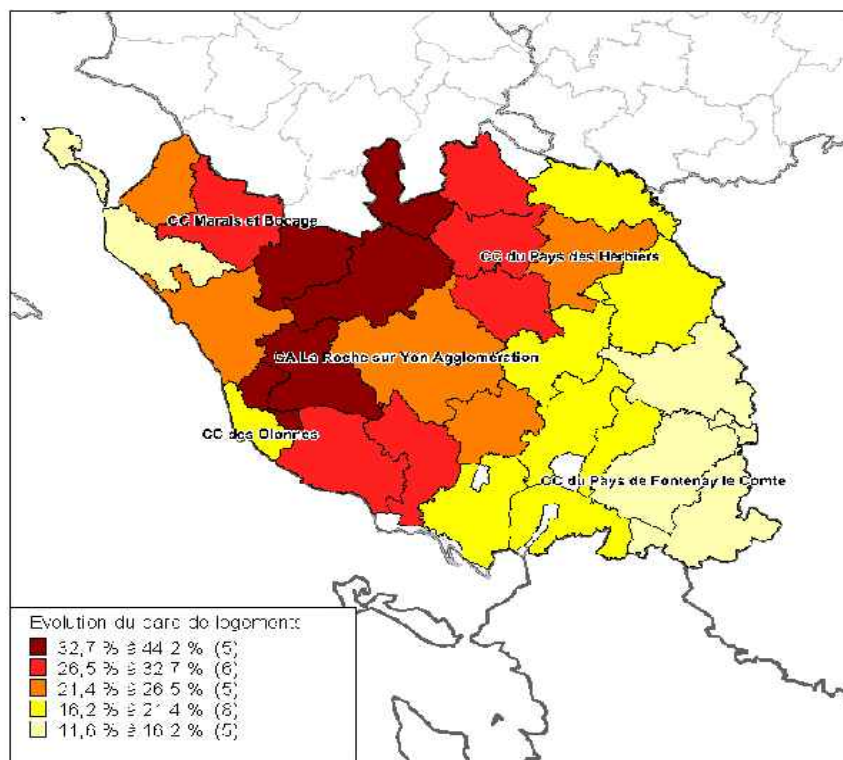 CC Marais et Bocage
CC du Pays des Herbiers
CA La Roche sur Yon Agglomération
CC des Olonnes
CC du Pays de Fontenay le Comte
Evolution du parc de logements
32,7 % à 44,2 % (5)
26,5 % à 32,7 % (6)
21,4 % à 26,5 % (5)
16,2 % à 21,4 % (8)
11,6 % à 16,2 % (5)